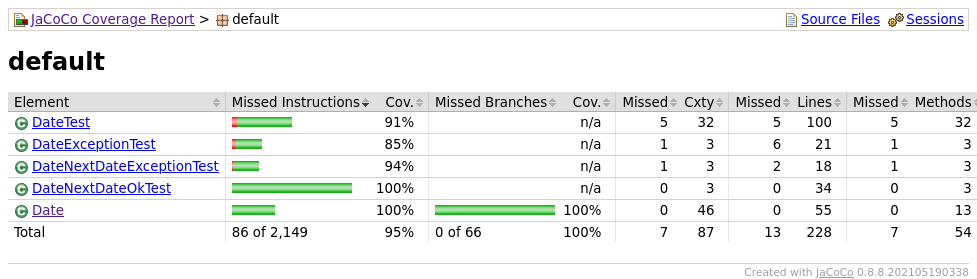 JaCoCo Coverage Report > default Source Files Sessions
default
Element Missed Instructions Cov. Missed Branches Cov. Missed Cxty Missed Lines Missed Methods
DateTest 91% n/a 5 32 5 100 5 32
DateExceptionTest 85% n/a 1 3 6 21 1 3
DateNextDateExceptionTest 94% n/a 1 3 2 18 1 3
DateNextDateOkTest 100% n/a 0 3 0 34 0 3
Date 100% 100% 0 46 0 55 0 13
Total 86 of 2,149 95% 0 of 66 100% 7 87 13 228 7 54
Created with JaCoCo 0.8.8.202105190338